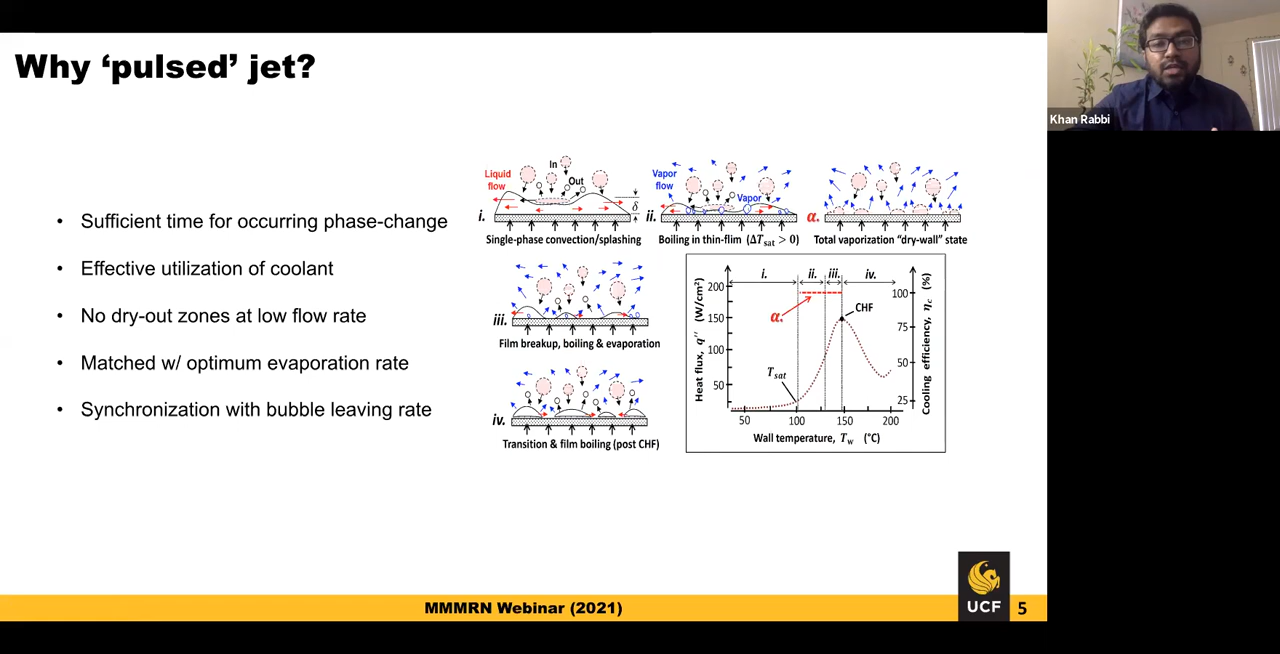 Why ‘pulsed’ jet?
Khan Rabbi
• Sufficient time for occurring phase-change
• Effective utilization of coolant
• No dry-out zones at low flow rate
• Matched w/ optimum evaporation rate
• Synchronization with bubble leaving rate
Liquid flow
In
Out
δ
i.
Single-phase convection/splashing
Vapor flow
Vapor
ii.
Boiling in thin-flim (ΔT_sat > 0)
α.
Total vaporization “dry-wall” state
iii.
Film breakup, boiling & evaporation
iv.
Transition & film boiling (post CHF)
Heat flux, q'' (W/cm²)
200
150
100
50
i.
ii.
iii.
iv.
α.
CHF
T_sat
50
100
150
200
Wall temperature, T_w (°C)
100
75
50
25
Cooling efficiency, η_c (%)
MMMRN Webinar (2021)
UCF
5